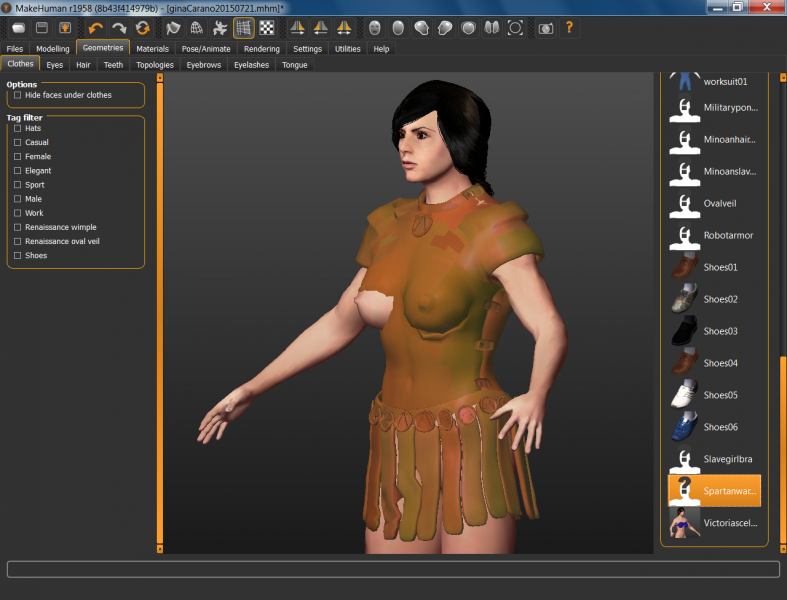 MakeHuman r1958 (8b43f414979b) - [ginaCarano20150721.mhm]*
Files Modelling Geometries Materials Pose/Animate Rendering Settings Utilities Help
Clothes Eyes Hair Teeth Topologies Eyebrows Eyelashes Tongue
Options
Hide faces under clothes
Tag filter
Hats
Casual
Female
Elegant
Sport
Male
Work
Renaissance wimple
Renaissance oval veil
Shoes
worksuit01
Militarypon...
Minoanhair...
Minoanslav...
Ovalveil
Robotarmor
Shoes01
Shoes02
Shoes03
Shoes04
Shoes05
Shoes06
Slavegirlbra
Spartanwar...
Victoriascel...